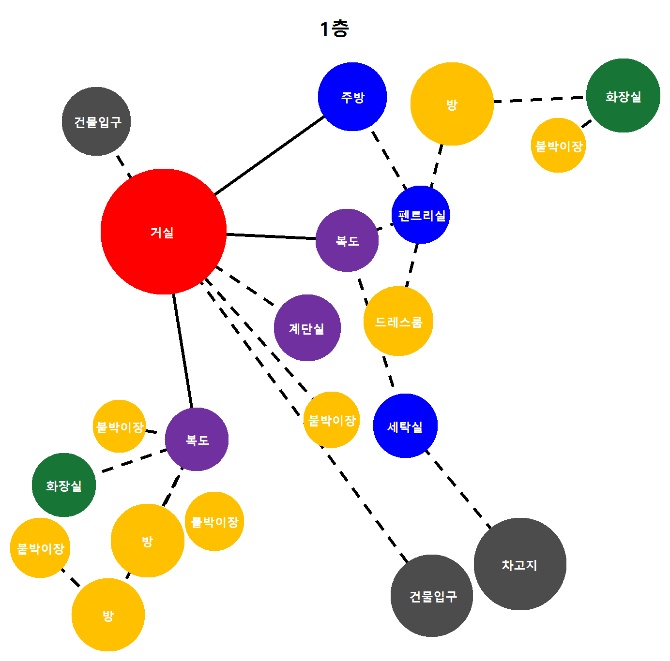 1층
주방
방
화장실
건물입구
붙박이장
펜트리실
거실
복도
드레스룸
계단실
붙박이장
세탁실
붙박이장
복도
화장실
붙박이장
방
붙박이장
차고지
건물입구
방